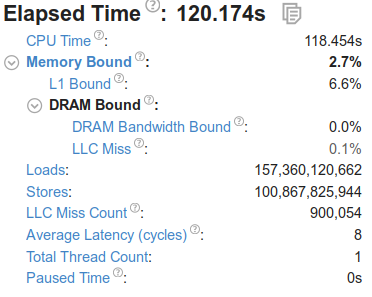 Elapsed Time ?: 120.174s
CPU Time ?: 118.454s
Memory Bound ?: 2.7%
L1 Bound ?: 6.6%
DRAM Bound ?:
DRAM Bandwidth Bound ?: 0.0%
LLC Miss ?: 0.1%
Loads: 157,360,120,662
Stores: 100,867,825,944
LLC Miss Count ?: 900,054
Average Latency (cycles) ?: 8
Total Thread Count: 1
Paused Time ?: 0s